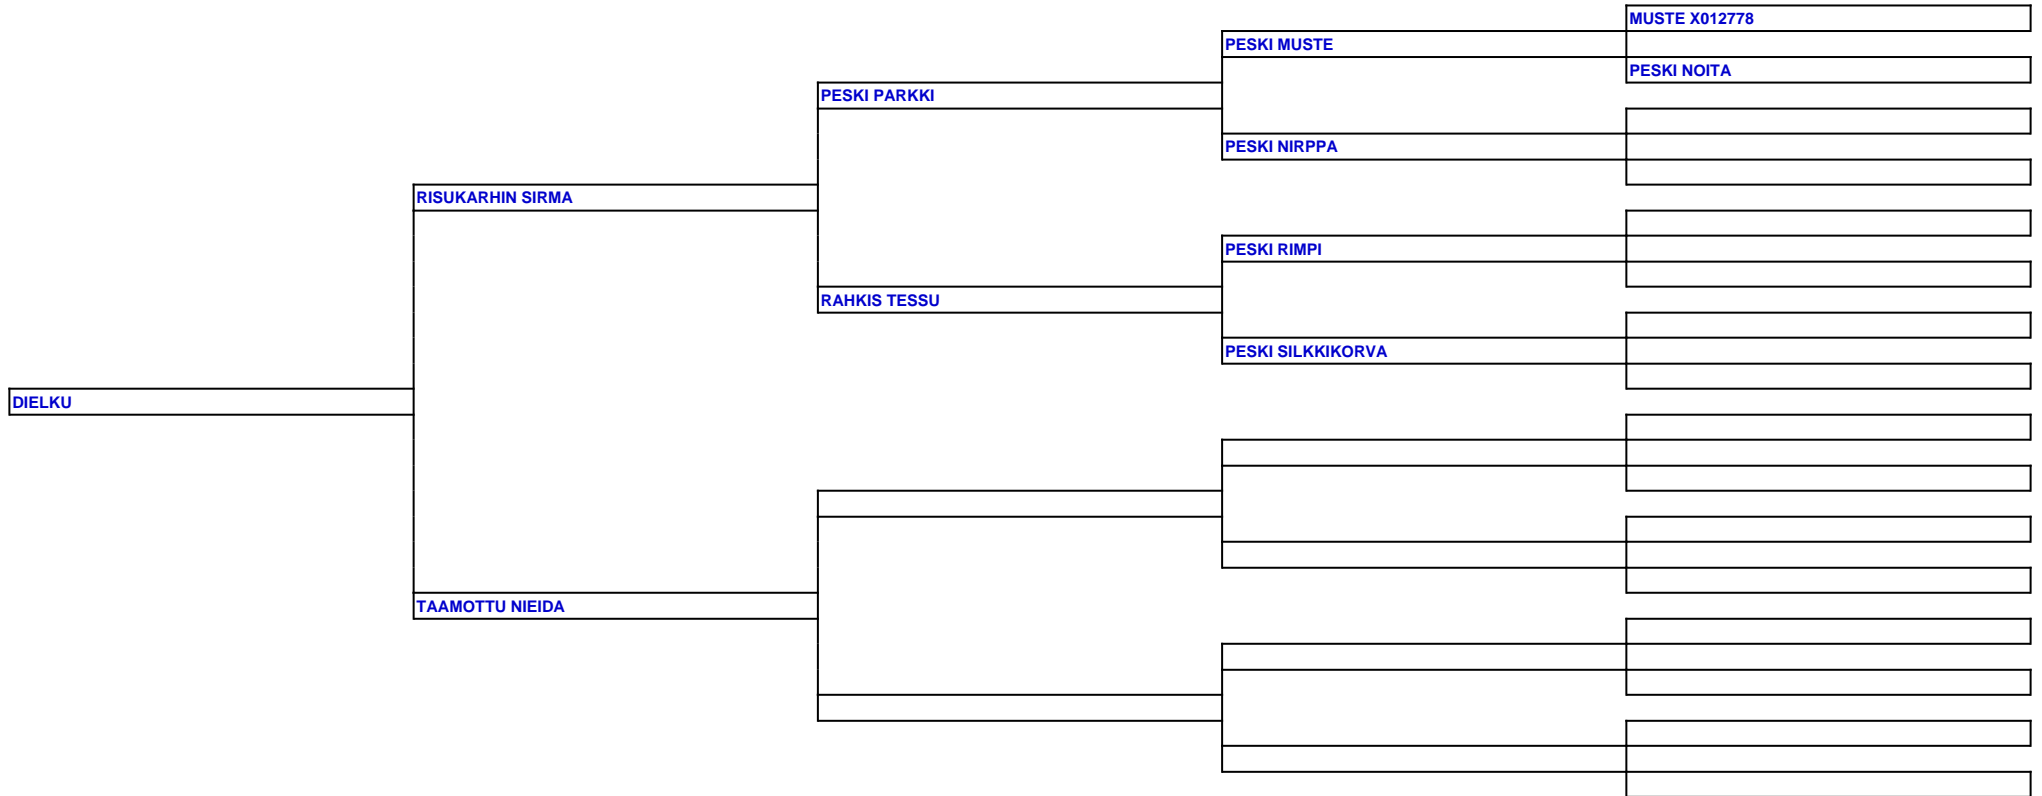 MUSTE X012778
PESKI MUSTE
PESKI NOITA
PESKI PARKKI
PESKI NIRPPA
RISUKARHIN SIRMA
PESKI RIMPI
RAHKIS TESSU
PESKI SILKKIKORVA
DIELKU
TAAMOTTU NIEIDA